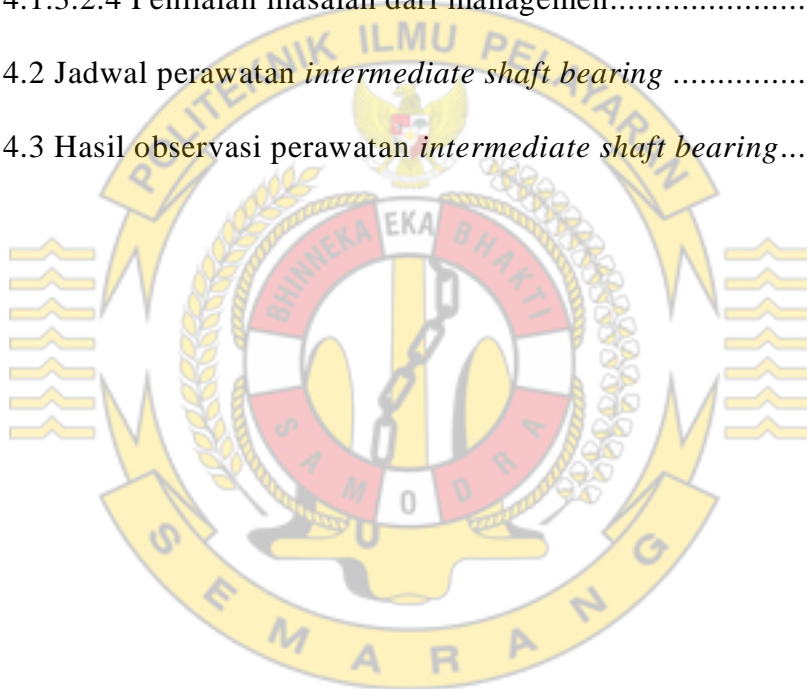 4.1.3.2.4 Penilaian masalah dari managemen......................
4.2 Jadwal perawatan intermediate shaft bearing ...............
4.3 Hasil observasi perawatan intermediate shaft bearing...
POLITEKNIK ILMU PELAYARAN
BHINNEKA EKA BHAKTI
SAMODRA
SEMARANG